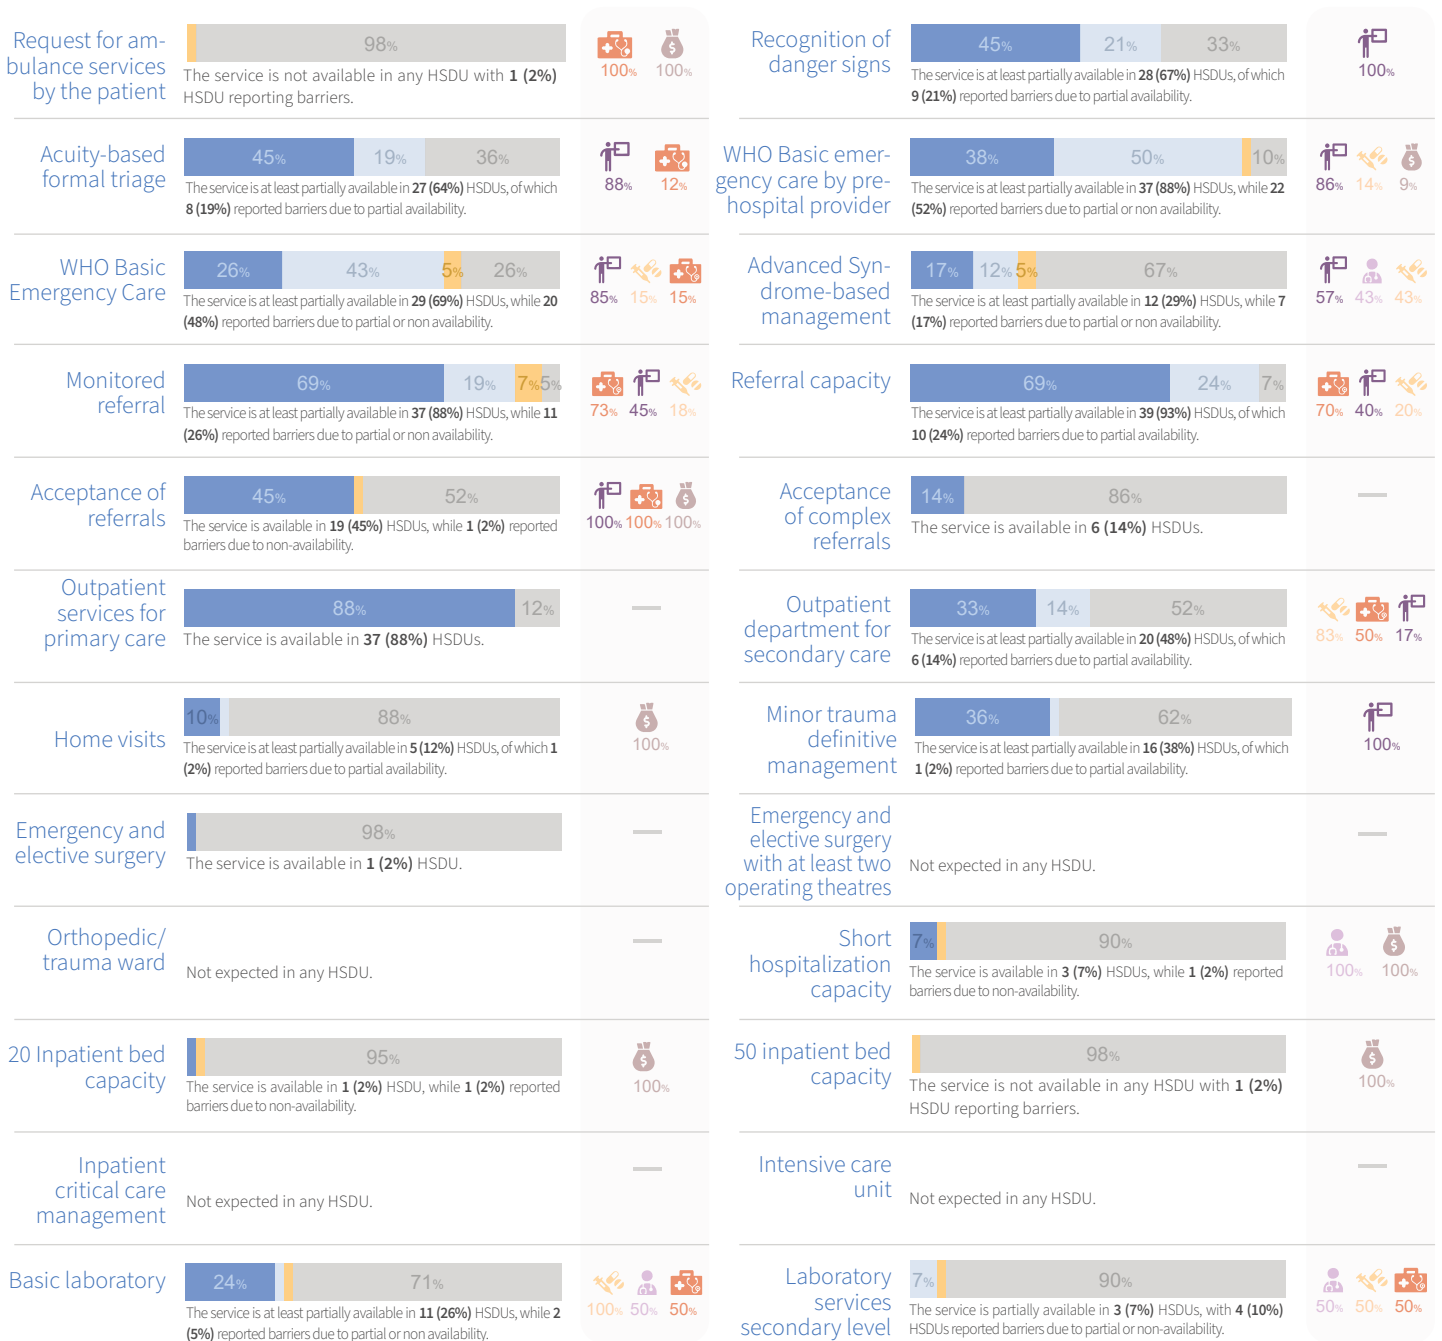 Request for am-
bulance services
by the patient
98%
The service is not available in any HSDU with 1 (2%)
HSDU reporting barriers.
100% 100%
Recognition of
danger signs
45% 21% 33%
The service is at least partially available in 28 (67%) HSDUs, of which
9 (21%) reported barriers due to partial availability.
100%
Acuity-based
formal triage
45% 19% 36%
The service is at least partially available in 27 (64%) HSDUs, of which
8 (19%) reported barriers due to partial availability.
88% 12%
WHO Basic emer-
gency care by pre-
hospital provider
38% 50% 10%
The service is at least partially available in 37 (88%) HSDUs, while 22
(52%) reported barriers due to partial or non availability.
86% 14% 9%
WHO Basic
Emergency Care
26% 43% 5% 26%
The service is at least partially available in 29 (69%) HSDUs, while 20
(48%) reported barriers due to partial or non availability.
85% 15% 15%
Advanced Syn-
drome-based
management
17% 12% 5% 67%
The service is at least partially available in 12 (29%) HSDUs, while 7
(17%) reported barriers due to partial or non availability.
57% 43% 43%
Monitored
referral
69% 19% 7% 5%
The service is at least partially available in 37 (88%) HSDUs, while 11
(26%) reported barriers due to partial or non availability.
73% 45% 18%
Referral capacity
69% 24% 7%
The service is at least partially available in 39 (93%) HSDUs, of which
10 (24%) reported barriers due to partial availability.
70% 40% 20%
Acceptance of
referrals
45% 52%
The service is available in 19 (45%) HSDUs, while 1 (2%) reported
barriers due to non-availability.
100% 100% 100%
Acceptance
of complex
referrals
14% 86%
The service is available in 6 (14%) HSDUs.
Outpatient
services for
primary care
88% 12%
The service is available in 37 (88%) HSDUs.
Outpatient
department for
secondary care
33% 14% 52%
The service is at least partially available in 20 (48%) HSDUs, of which
6 (14%) reported barriers due to partial availability.
83% 50% 17%
Home visits
10% 88%
The service is at least partially available in 5 (12%) HSDUs, of which 1
(2%) reported barriers due to partial availability.
100%
Minor trauma
definitive
management
36% 62%
The service is at least partially available in 16 (38%) HSDUs, of which
1 (2%) reported barriers due to partial availability.
100%
Emergency and
elective surgery
98%
The service is available in 1 (2%) HSDU.
Emergency and
elective surgery
with at least two
operating theatres
Not expected in any HSDU.
Orthopedic/
trauma ward
Not expected in any HSDU.
Short
hospitalization
capacity
7% 90%
The service is available in 3 (7%) HSDUs, while 1 (2%) reported
barriers due to non-availability.
100% 100%
20 Inpatient bed
capacity
95%
The service is available in 1 (2%) HSDU, while 1 (2%) reported
barriers due to non-availability.
100%
50 inpatient bed
capacity
98%
The service is not available in any HSDU with 1 (2%)
HSDU reporting barriers.
100%
Inpatient
critical care
management
Not expected in any HSDU.
Intensive care
unit
Not expected in any HSDU.
Basic laboratory
24% 71%
The service is at least partially available in 11 (26%) HSDUs, while 2
(5%) reported barriers due to partial or non availability.
100% 50% 50%
Laboratory
services
secondary level
7% 90%
The service is partially available in 3 (7%) HSDUs, with 4 (10%)
HSDUs reported barriers due to partial or non-availability.
50% 50% 50%